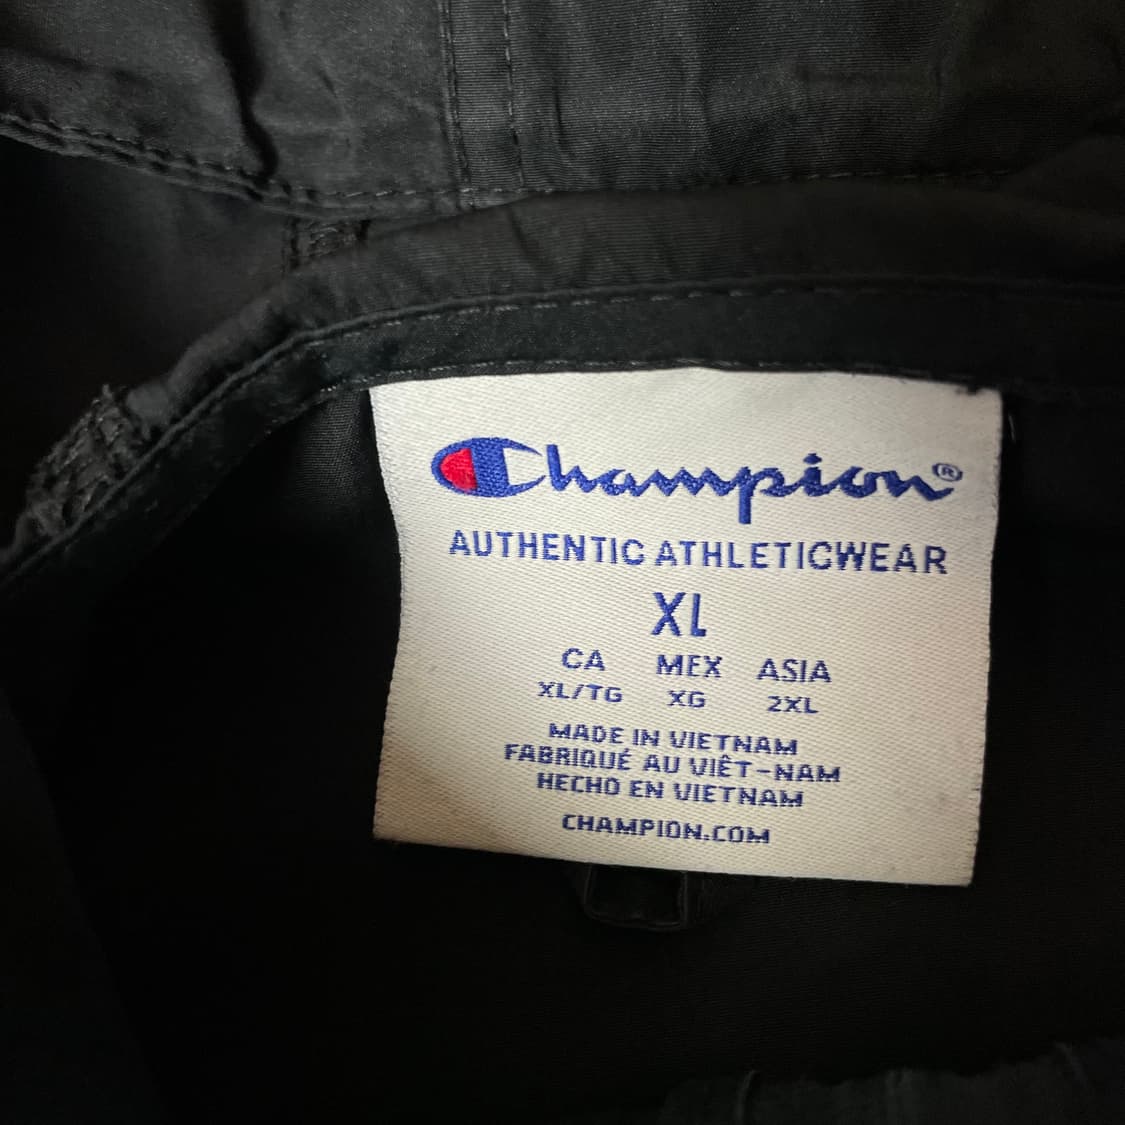 Champion®
AUTHENTIC ATHLETICWEAR
XL
CA MEX ASIA
XL/TG XG 2XL
MADE IN VIETNAM
FABRIQUÉ AU VIÊT-NAM
HECHO EN VIETNAM
CHAMPION.COM